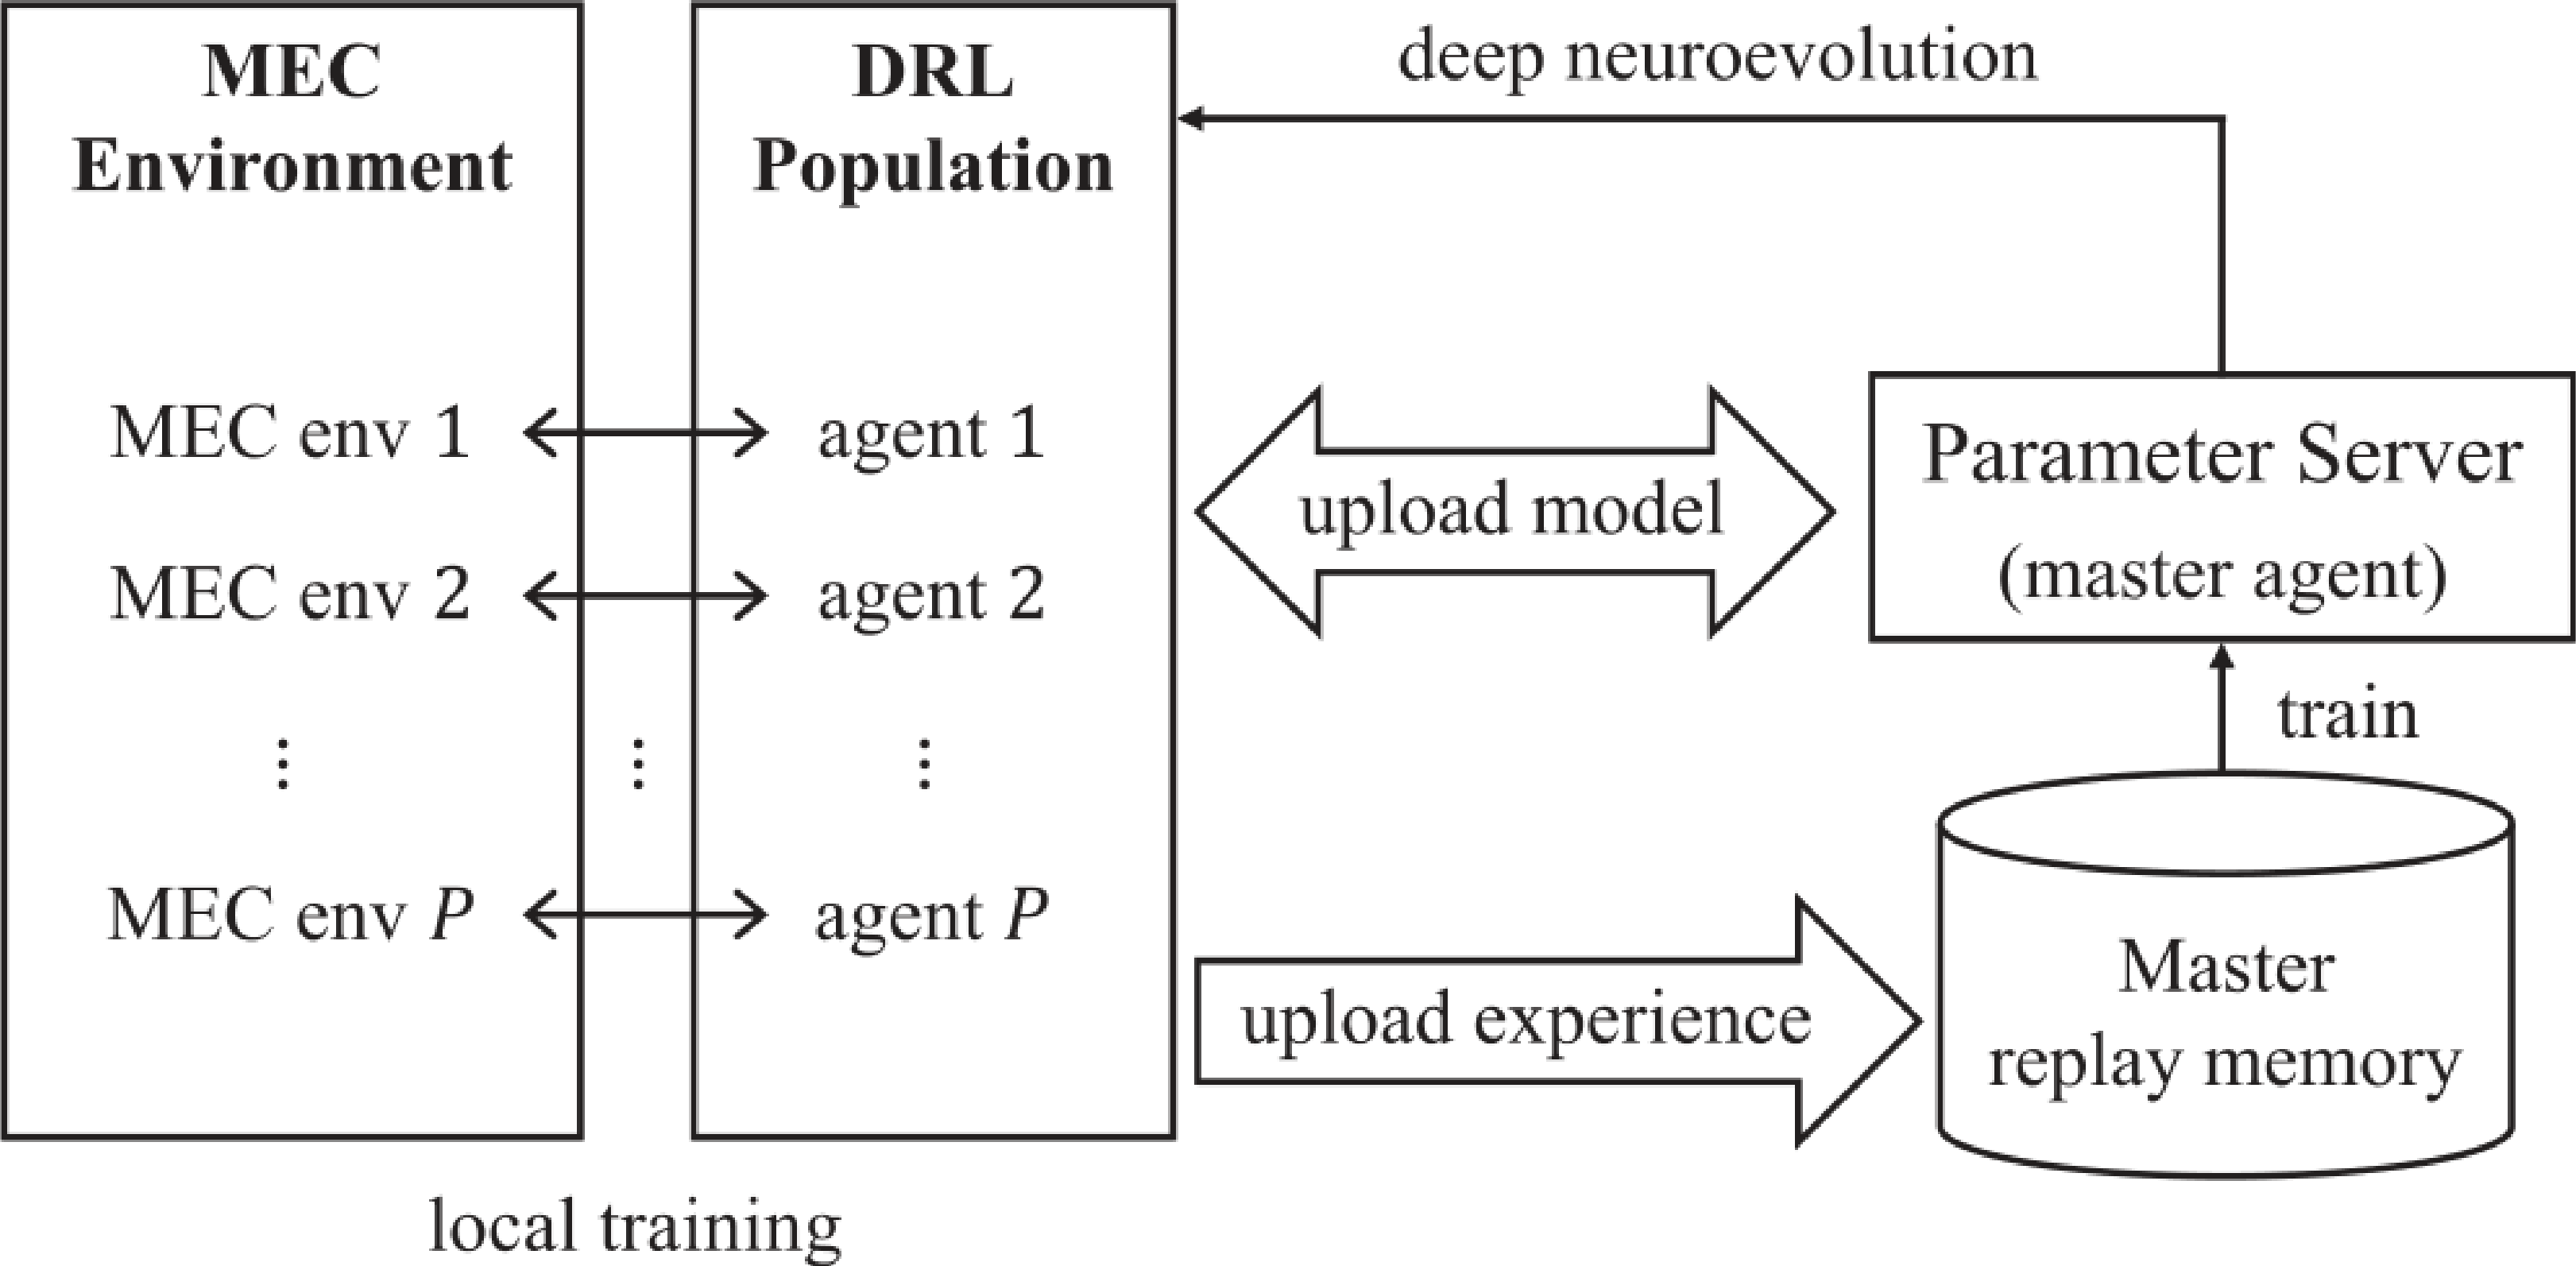 MEC
Environment
MEC env 1
MEC env 2
⋮
MEC env P
⋮
DRL
Population
agent 1
agent 2
⋮
agent P
local training
deep neuroevolution
upload model
Parameter Server
(master agent)
train
upload experience
Master
replay memory